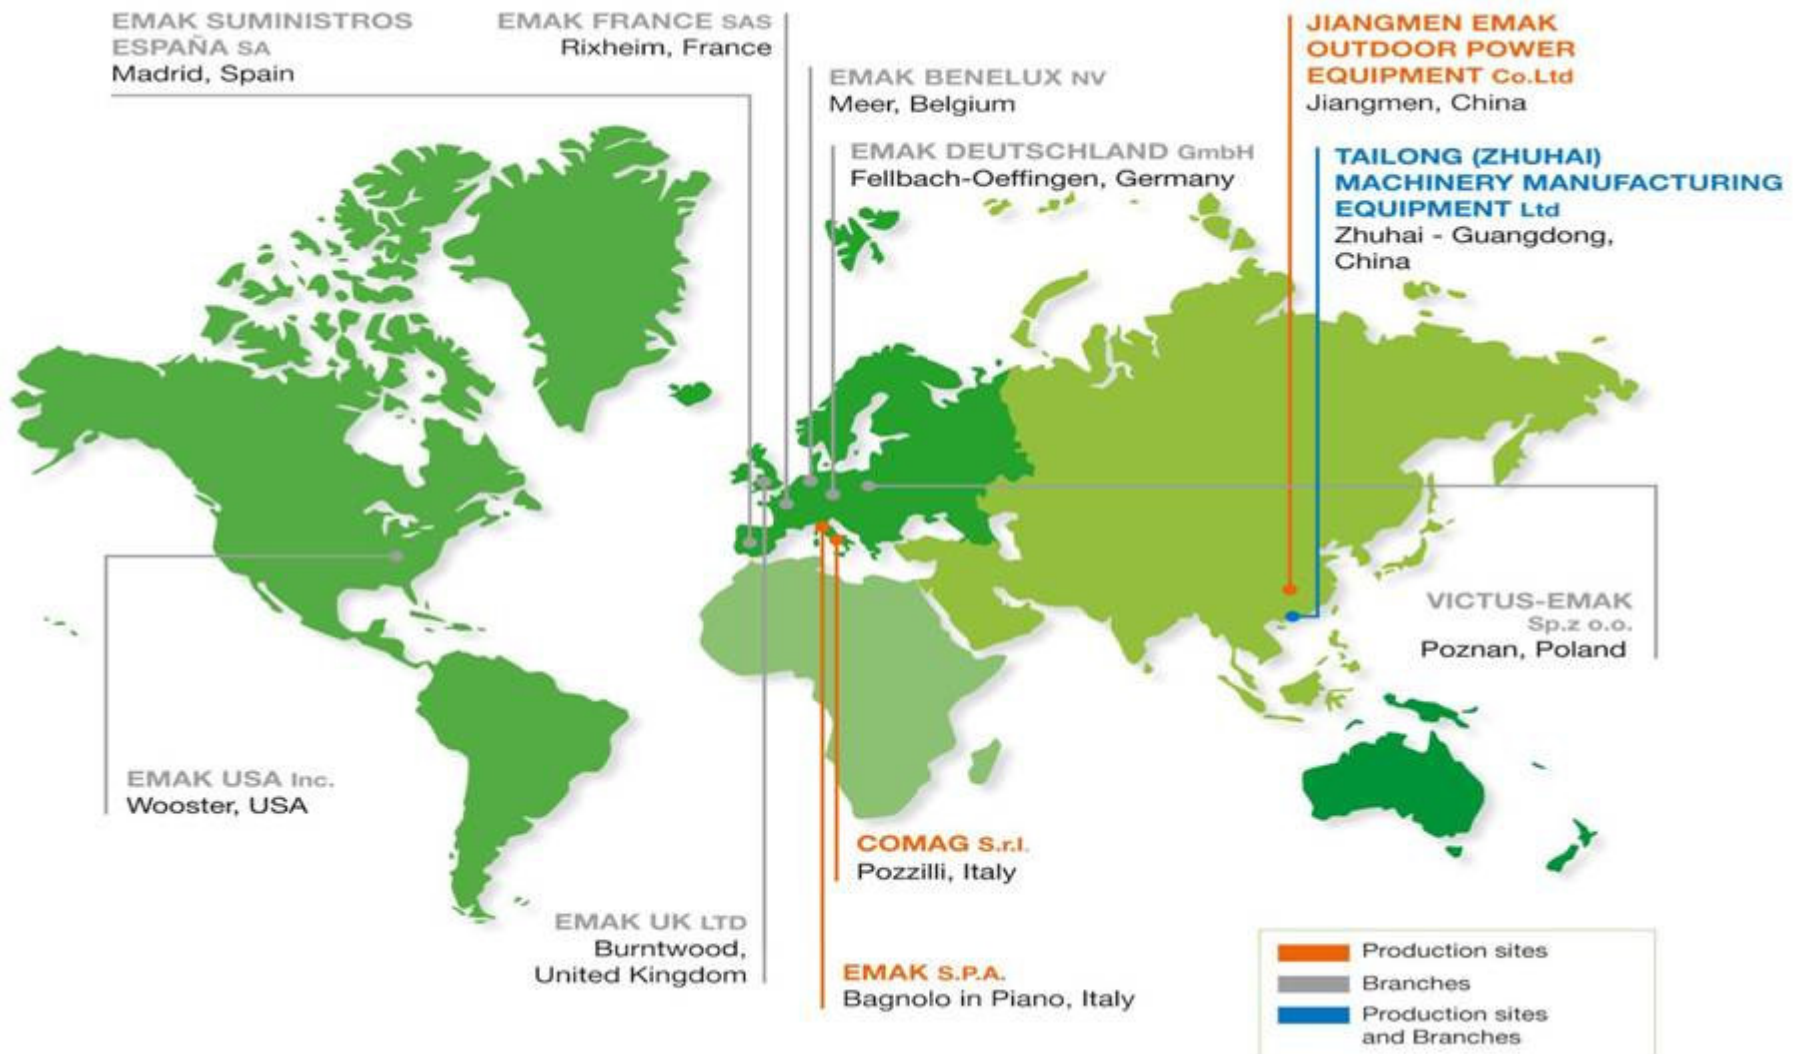 EMAK SUMINISTROS
ESPAÑA SA
Madrid, Spain
EMAK FRANCE SAS
Rixheim, France
EMAK BENELUX NV
Meer, Belgium
EMAK DEUTSCHLAND GmbH
Fellbach-Oeffingen, Germany
JIANGMEN EMAK
OUTDOOR POWER
EQUIPMENT Co.Ltd
Jiangmen, China
TAILONG (ZHUHAI)
MACHINERY MANUFACTURING
EQUIPMENT Ltd
Zhuhai - Guangdong,
China
VICTUS-EMAK
Sp.z o.o.
Poznan, Poland
EMAK USA Inc.
Wooster, USA
COMAG S.r.l.
Pozzilli, Italy
EMAK UK LTD
Burntwood,
United Kingdom
EMAK S.P.A.
Bagnolo in Piano, Italy
Production sites
Branches
Production sites
and Branches